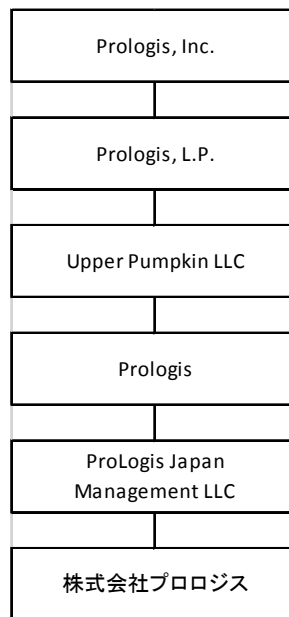 Prologis, Inc.
Prologis, L.P.
Upper Pumpkin LLC
Prologis
ProLogis Japan
Management LLC
株式会社プロロジス